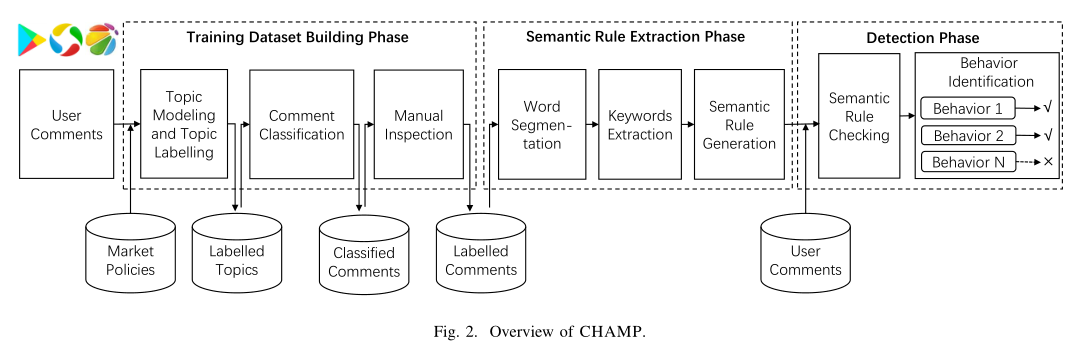 Training Dataset Building Phase
Semantic Rule Extraction Phase
Detection Phase
User
Comments
Topic
Modeling
and Topic
Labelling
Comment
Classification
Manual
Inspection
Word
Segmen-
tation
Keywords
Extraction
Semantic
Rule
Generation
Semantic
Rule
Checking
Behavior
Identification
Behavior 1
√
Behavior 2
√
Behavior N
×
Market
Policies
Labelled
Topics
Classified
Comments
Labelled
Comments
User
Comments
Fig. 2. Overview of CHAMP.